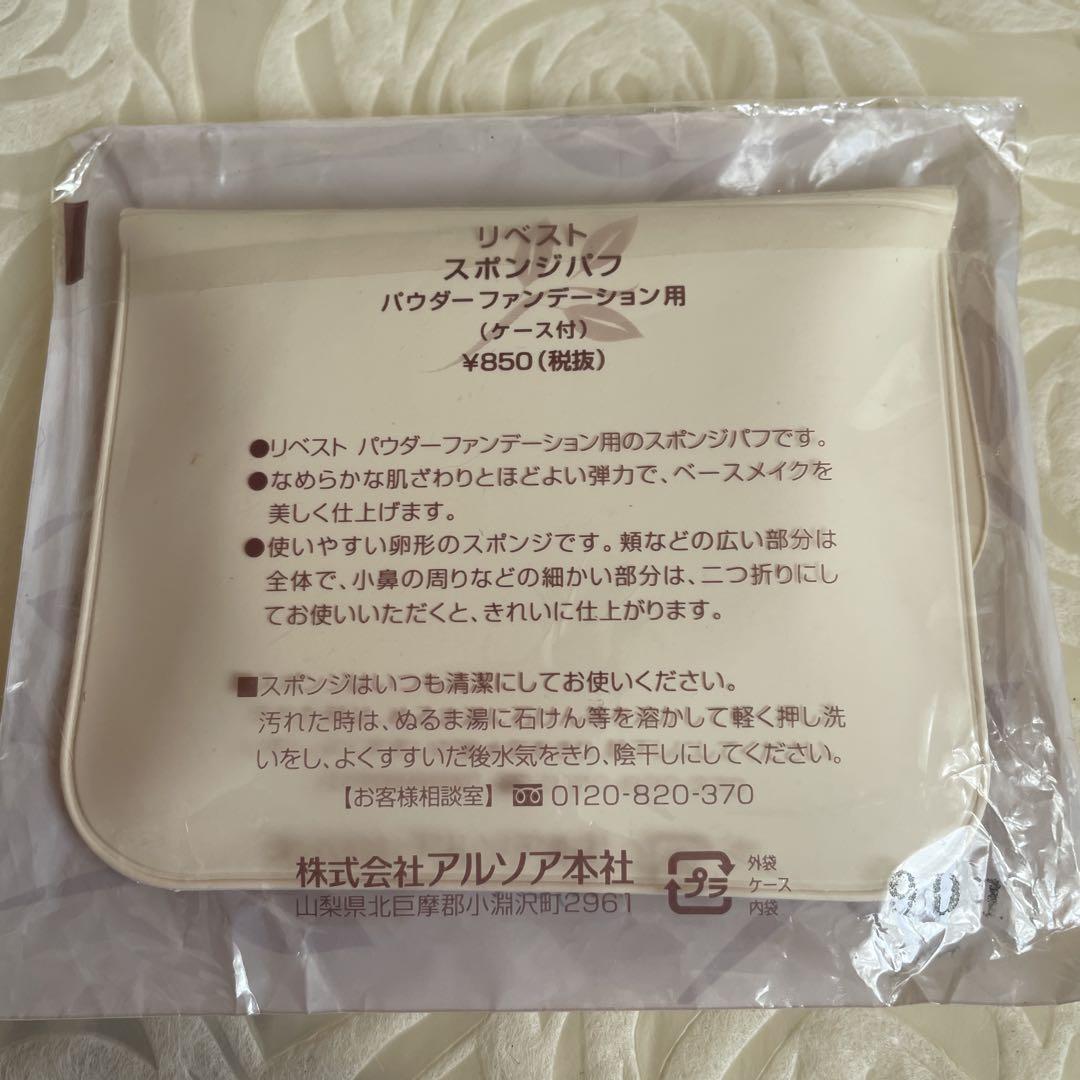 リベスト
スポンジパフ
パウダーファンデーション用
(ケース付)
¥850(税抜)
●リベスト パウダーファンデーション用のスポンジパフです。
●なめらかな肌ざわりとほどよい弾力で、ベースメイクを
美しく仕上げます。
●使いやすい卵形のスポンジです。頬などの広い部分は
全体で、小鼻の周りなどの細かい部分は、二つ折りにし
てお使いいただくと、きれいに仕上がります。
■スポンジはいつも清潔にしてお使いください。
汚れた時は、ぬるま湯に石けん等を溶かして軽く押し洗
いをし、よくすすいだ後水気をきり、陰干しにしてください。
【お客様相談室】 0120-820-370
株式会社アルソア本社
山梨県北巨摩郡小淵沢町2961
プラ
外袋
ケース
内袋